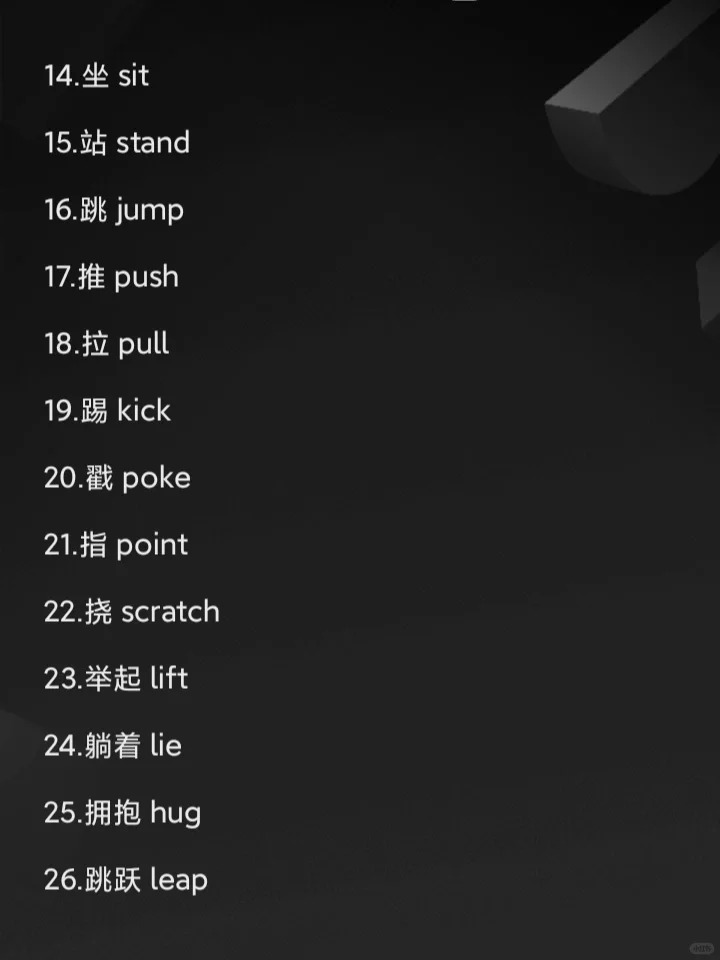 14.坐 sit
15.站 stand
16.跳 jump
17.推 push
18.拉 pull
19.踢 kick
20.戳 poke
21.指 point
22.挠 scratch
23.举起 lift
24.躺着 lie
25.拥抱 hug
26.跳跃 leap